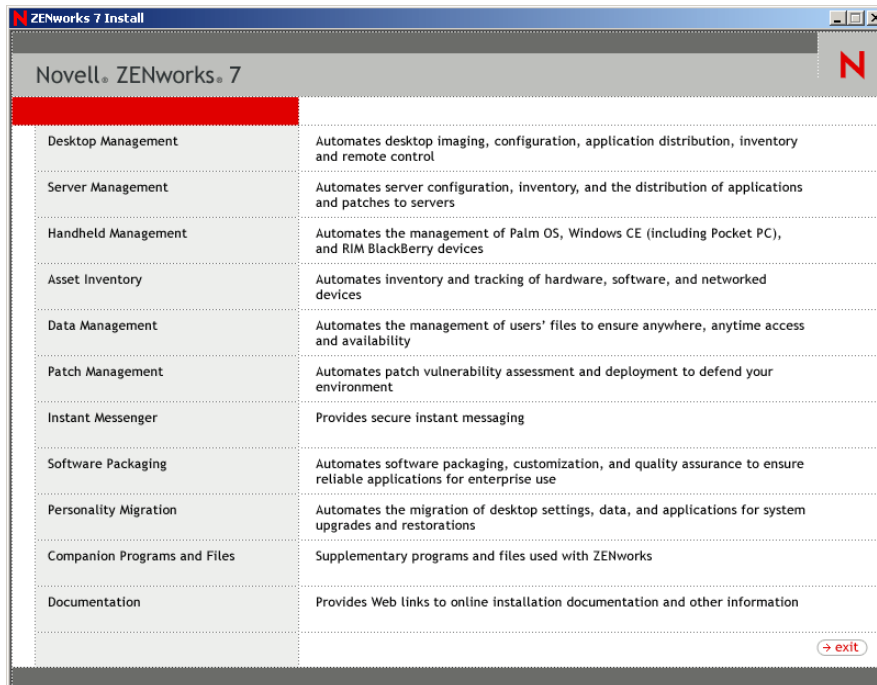 ZENworks 7 Install
Novell® ZENworks® 7
N
Desktop Management
Automates desktop imaging, configuration, application distribution, inventory
and remote control
Server Management
Automates server configuration, inventory, and the distribution of applications
and patches to servers
Handheld Management
Automates the management of Palm OS, Windows CE (including Pocket PC),
and RIM BlackBerry devices
Asset Inventory
Automates inventory and tracking of hardware, software, and networked
devices
Data Management
Automates the management of users' files to ensure anywhere, anytime access
and availability
Patch Management
Automates patch vulnerability assessment and deployment to defend your
environment
Instant Messenger
Provides secure instant messaging
Software Packaging
Automates software packaging, customization, and quality assurance to ensure
reliable applications for enterprise use
Personality Migration
Automates the migration of desktop settings, data, and applications for system
upgrades and restorations
Companion Programs and Files
Supplementary programs and files used with ZENworks
Documentation
Provides Web links to online installation documentation and other information
→ exit